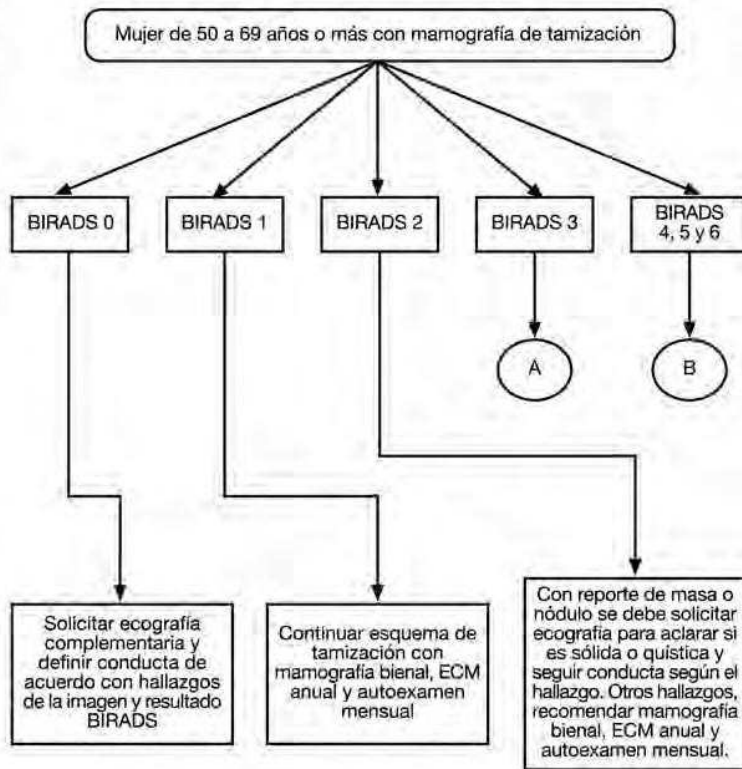 Mujer de 50 a 69 años o más con mamografía de tamización
BIRADS 0
BIRADS 1
BIRADS 2
BIRADS 3
BIRADS
4, 5 y 6
A
B
Solicitar ecografía
complementaria y
definir conducta de
acuerdo con hallazgos
de la imagen y resultado
BIRADS
Continuar esquema de
tamización con
mamografía bienal, ECM
anual y autoexamen
mensual
Con reporte de masa o
nódulo se debe solicitar
ecografía para aclarar si
es sólida o quística y
seguir conducta según el
hallazgo. Otros hallazgos,
recomendar mamografía
bienal, ECM anual y
autoexamen mensual.